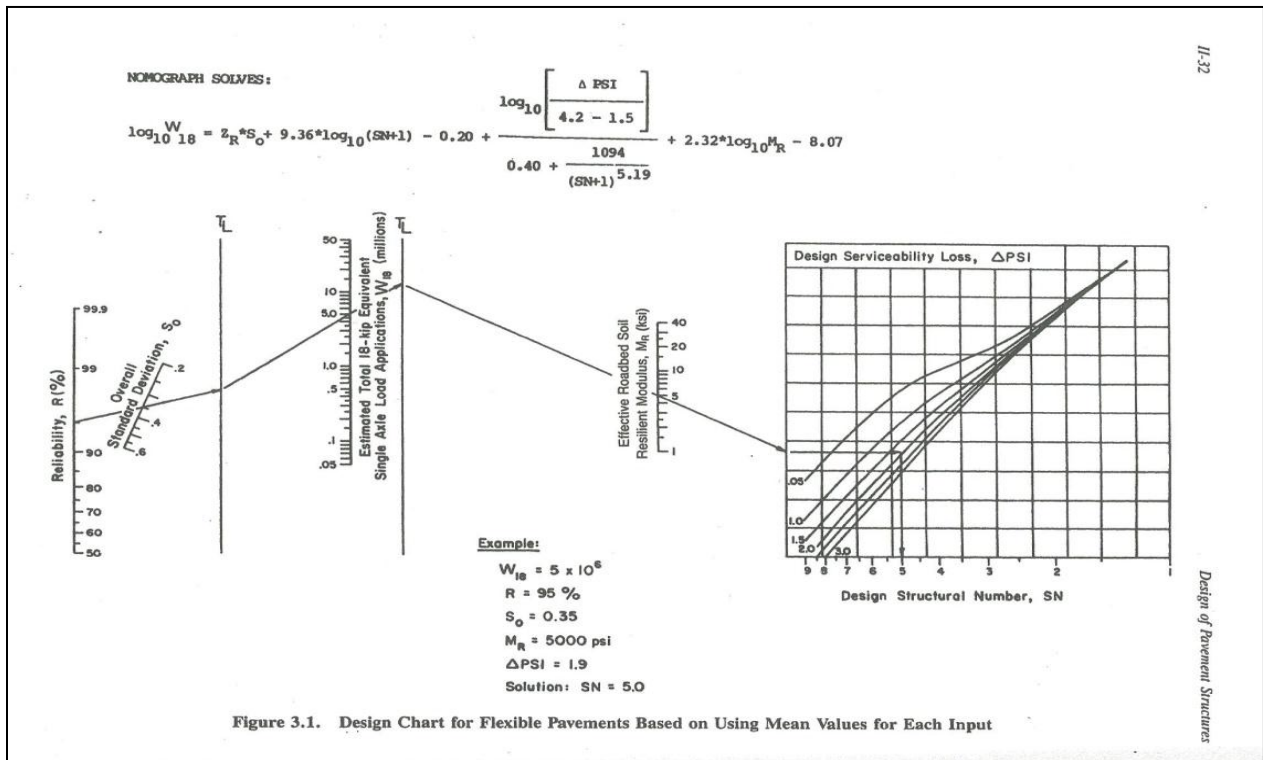 II-32
NOMOGRAPH SOLVES:
log10 W18 = ZR*So+ 9.36*log10(SN+1) - 0.20 + log10[Δ PSI / 4.2 - 1.5] / 0.40 + 1094 / (SN+1)5.19 + 2.32*log10MR - 8.07
TL
TL
Reliability, R (%)
99.9
99
90
80
70
60
50
Overall
Standard Deviation, So
.2
.4
.6
Estimated Total 18-kip Equivalent
Single Axle Load Applications, W18 (millions)
50
10
5.0
1.0
.5
.1
.05
Effective Roadbed Soil
Resilient Modulus, MR (ksi)
40
20
10
5
1
Design Serviceability Loss, ΔPSI
.05
1.0
1.5
2.0
3.0
9 8 7 6 5 4 3 2 1
Design Structural Number, SN
Example:
W18 = 5 x 10^6
R = 95 %
So = 0.35
MR = 5000 psi
ΔPSI = 1.9
Solution: SN = 5.0
Figure 3.1. Design Chart for Flexible Pavements Based on Using Mean Values for Each Input
Design of Pavement Structures